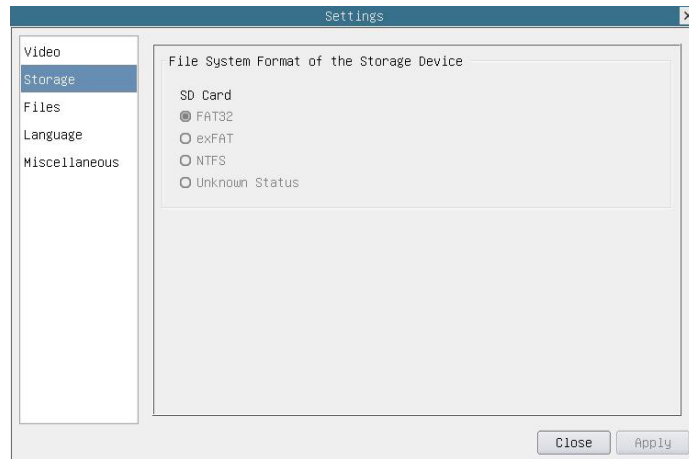 Settings
Video
Storage
Files
Language
Miscellaneous
File System Format of the Storage Device
SD Card
FAT32
exFAT
NTFS
Unknown Status
Close
Apply